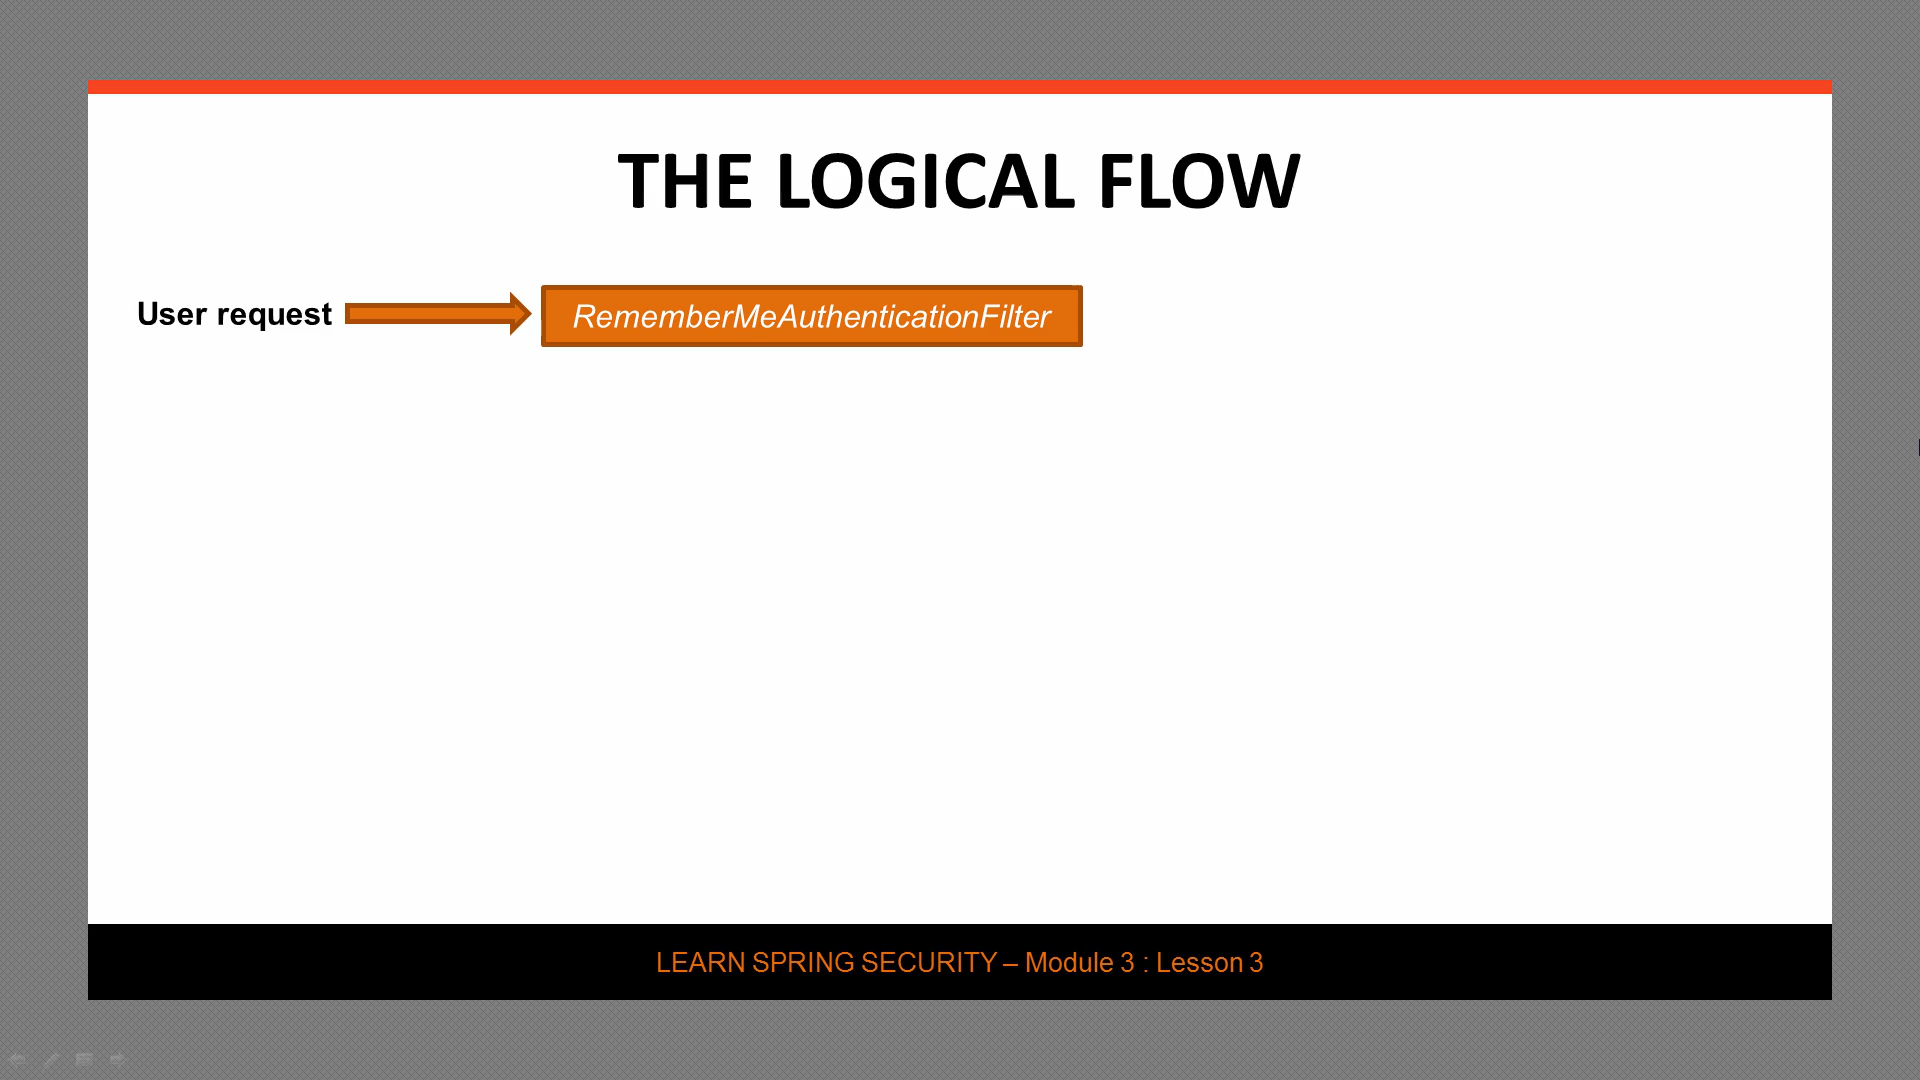 THE LOGICAL FLOW
User request
RememberMeAuthenticationFilter
LEARN SPRING SECURITY – Module 3 : Lesson 3